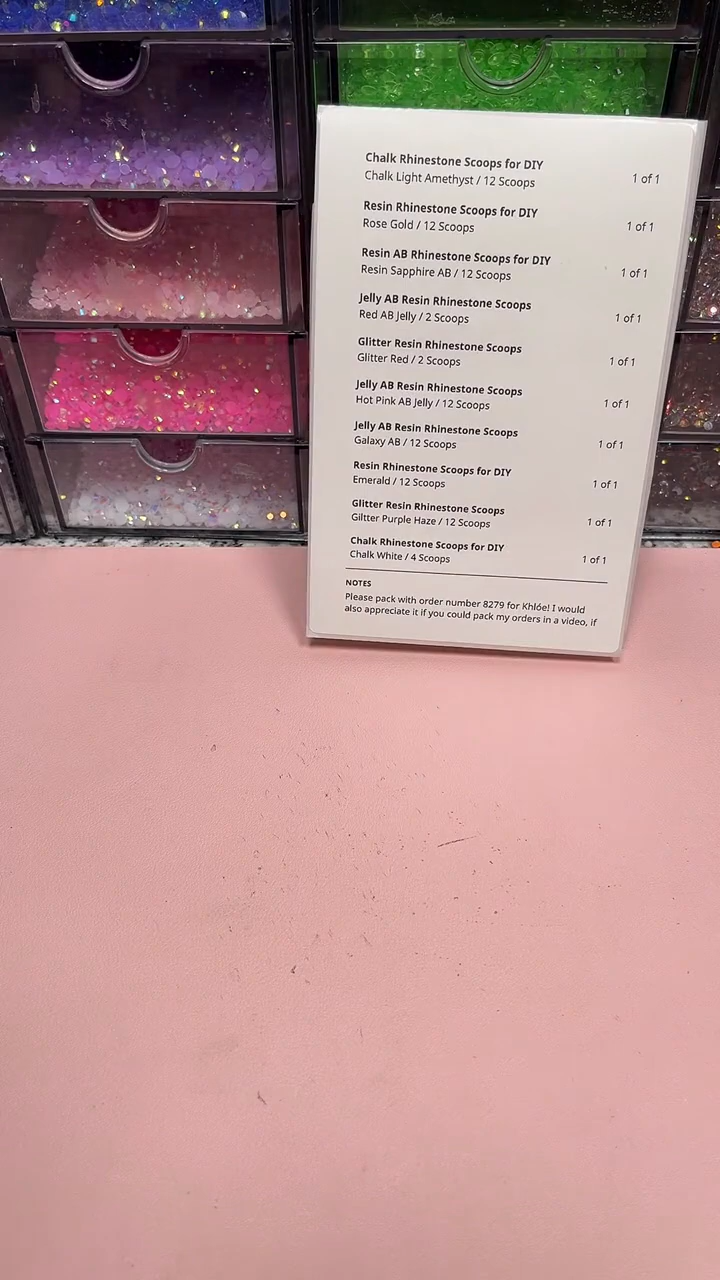 Chalk Rhinestone Scoops for DIY
Chalk Light Amethyst / 12 Scoops 1 of 1
Resin Rhinestone Scoops for DIY
Rose Gold / 12 Scoops 1 of 1
Resin AB Rhinestone Scoops for DIY
Resin Sapphire AB / 12 Scoops 1 of 1
Jelly AB Resin Rhinestone Scoops
Red AB Jelly / 2 Scoops 1 of 1
Glitter Resin Rhinestone Scoops
Glitter Red / 2 Scoops 1 of 1
Jelly AB Resin Rhinestone Scoops
Hot Pink AB Jelly / 12 Scoops 1 of 1
Jelly AB Resin Rhinestone Scoops
Galaxy AB / 12 Scoops 1 of 1
Resin Rhinestone Scoops for DIY
Emerald / 12 Scoops 1 of 1
Glitter Resin Rhinestone Scoops
Gilter Purple Haze / 12 Scoops 1 of 1
Chalk Rhinestone Scoops for DIY
Chalk White / 4 Scoops 1 of 1
NOTES
Please pack with order number 8279 for Khlóe! I would
also appreciate it if you could pack my orders in a video, if